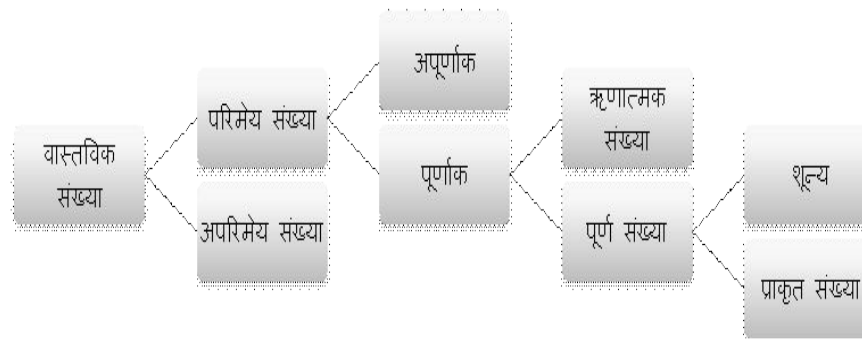 वास्तविक
संख्या
परिमेय संख्या
अपरिमेय संख्या
अपूर्णाक
पूर्णाक
ऋणात्मक
संख्या
पूर्ण संख्या
शून्य
प्राकृत संख्या